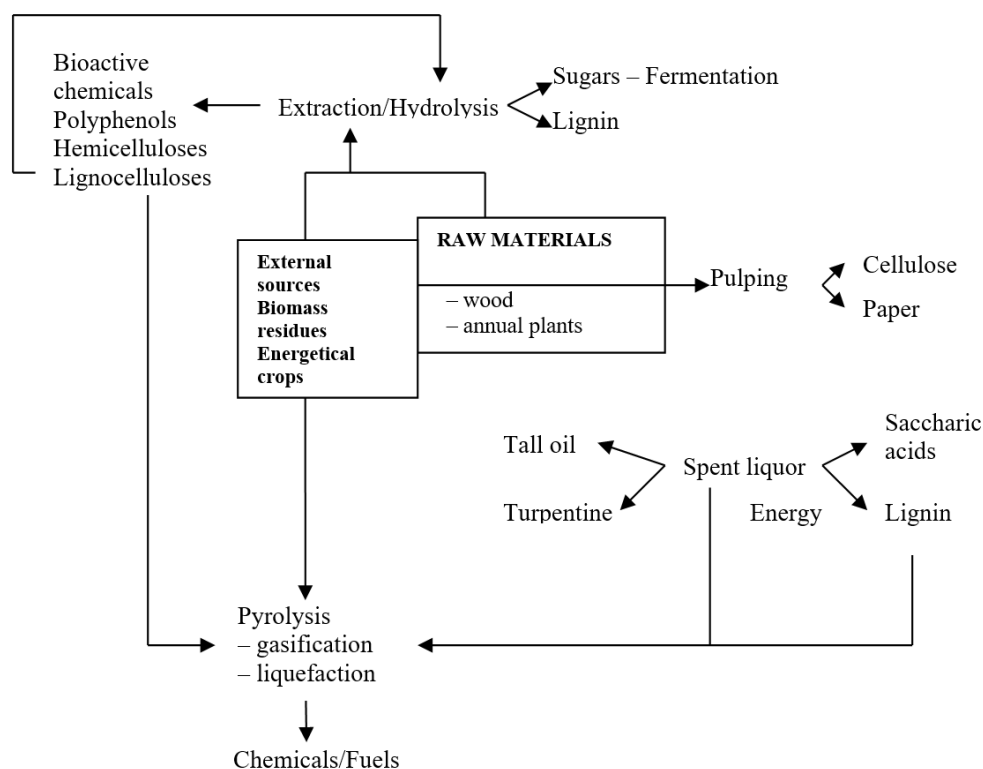 Bioactive
chemicals
Polyphenols
Hemicelluloses
Lignocelluloses
Extraction/Hydrolysis
Sugars – Fermentation
Lignin
External
sources
Biomass
residues
Energetical
crops
RAW MATERIALS
– wood
– annual plants
Pulping
Cellulose
Paper
Tall oil
Turpentine
Spent liquor
Energy
Saccharic
acids
Lignin
Pyrolysis
– gasification
– liquefaction
Chemicals/Fuels